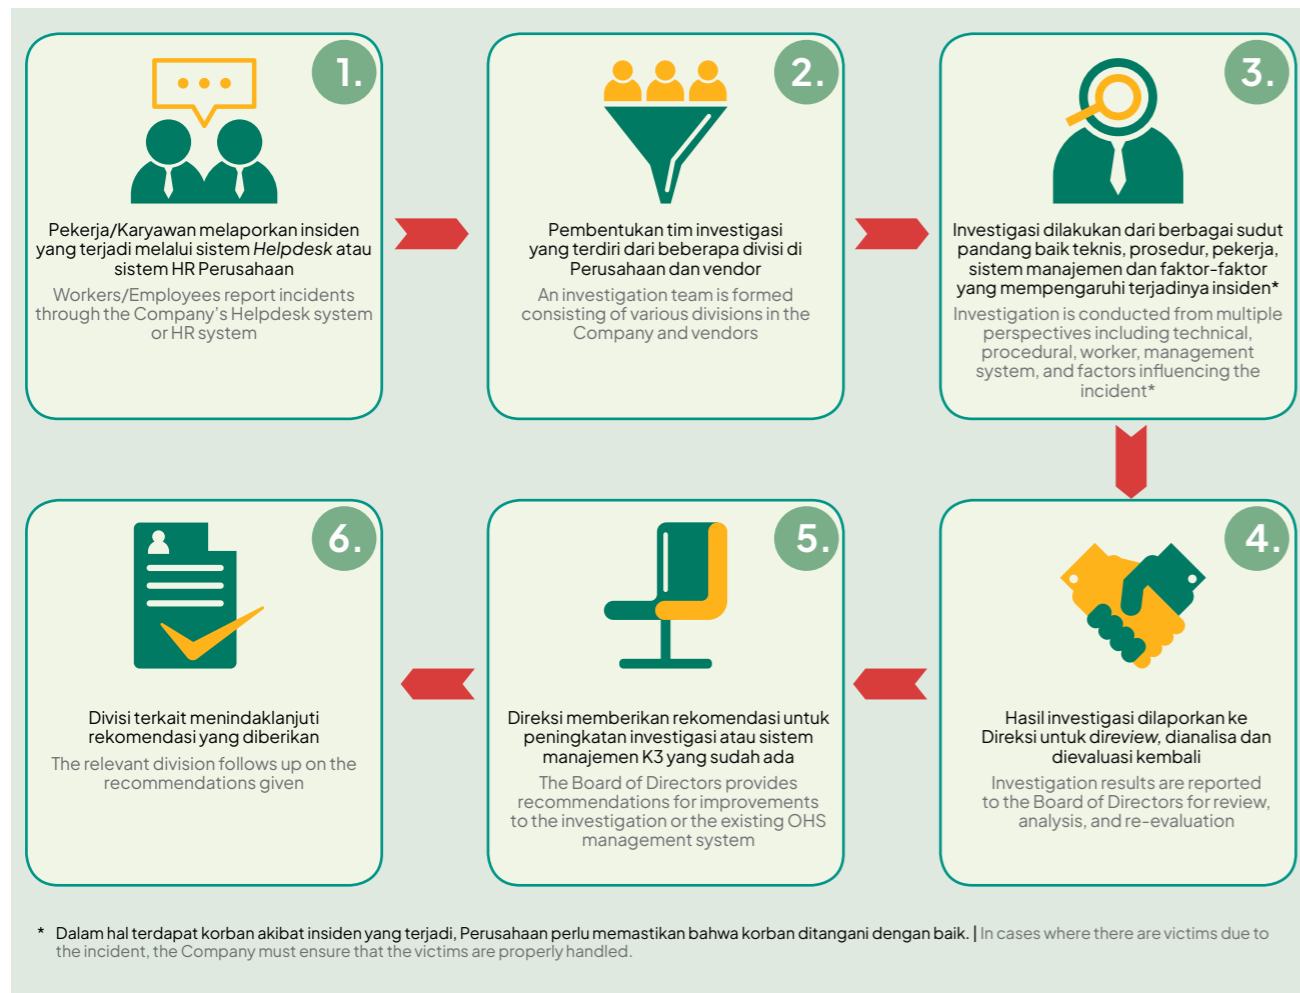 1.
Pekerja/Karyawan melaporkan insiden
yang terjadi melalui sistem Helpdesk atau
sistem HR Perusahaan
Workers/Employees report incidents
through the Company's Helpdesk system
or HR system
2.
Pembentukan tim investigasi
yang terdiri dari beberapa divisi di
Perusahaan dan vendor
An investigation team is formed
consisting of various divisions in the
Company and vendors
3.
Investigasi dilakukan dari berbagai sudut
pandang baik teknis, prosedur, pekerja,
sistem manajemen dan faktor-faktor
yang mempengaruhi terjadinya insiden*
Investigation is conducted from multiple
perspectives including technical,
procedural, worker, management
system, and factors influencing the
incident*
4.
Hasil investigasi dilaporkan ke
Direksi untuk direview, dianalisa dan
dievaluasi kembali
Investigation results are reported
to the Board of Directors for review,
analysis, and re-evaluation
5.
Direksi memberikan rekomendasi untuk
peningkatan investigasi atau sistem
manajemen K3 yang sudah ada
The Board of Directors provides
recommendations for improvements
to the investigation or the existing OHS
management system
6.
Divisi terkait menindaklanjuti
rekomendasi yang diberikan
The relevant division follows up on the
recommendations given
* Dalam hal terdapat korban akibat insiden yang terjadi, Perusahaan perlu memastikan bahwa korban ditangani dengan baik. | In cases where there are victims due to
the incident, the Company must ensure that the victims are properly handled.